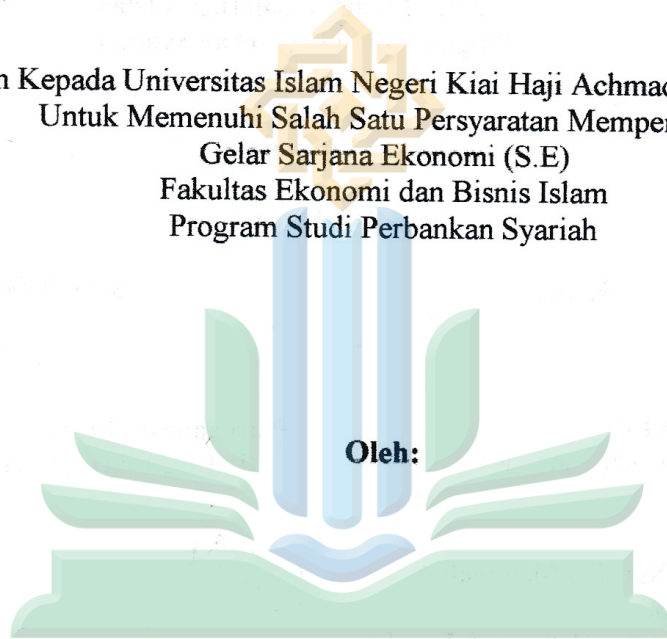 Kepada Universitas Islam Negeri Kiai Haji Achmad
Untuk Memenuhi Salah Satu Persyaratan
Gelar Sarjana Ekonomi (S.E)
Fakultas Ekonomi dan Bisnis Islam
Program Studi Perbankan Syariah
Oleh: